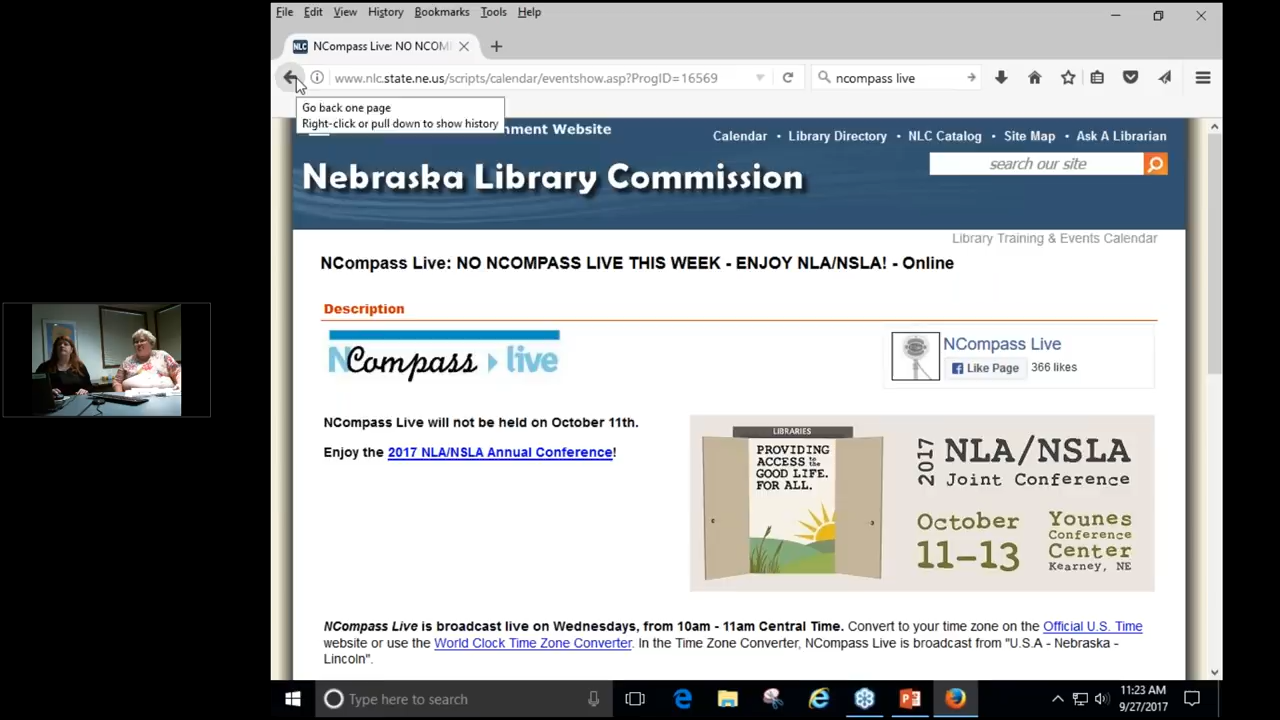 File Edit View History Bookmarks Tools Help
NLC NCompass Live: NO NCOM
www.nlc.state.ne.us/scripts/calendar/eventshow.asp?ProgID=16569
ncompass live
Go back one page
Right-click or pull down to show history
nment Website
Calendar • Library Directory • NLC Catalog • Site Map • Ask A Librarian
Nebraska Library Commission
search our site
Library Training & Events Calendar
NCompass Live: NO NCOMPASS LIVE THIS WEEK - ENJOY NLA/NSLA! - Online
Description
NCompass live
NCompass Live
Like Page 366 likes
NCompass Live will not be held on October 11th.
Enjoy the 2017 NLA/NSLA Annual Conference!
LIBRARIES
PROVIDING
ACCESS to the
GOOD LIFE.
FOR ALL.
2017
NLA/NSLA
Joint Conference
October
11–13
Younes
Conference
Center
Kearney, NE
NCompass Live is broadcast live on Wednesdays, from 10am - 11am Central Time. Convert to your time zone on the Official U.S. Time
website or use the World Clock Time Zone Converter. In the Time Zone Converter, NCompass Live is broadcast from "U.S.A - Nebraska -
Lincoln".
Type here to search
11:23 AM
9/27/2017